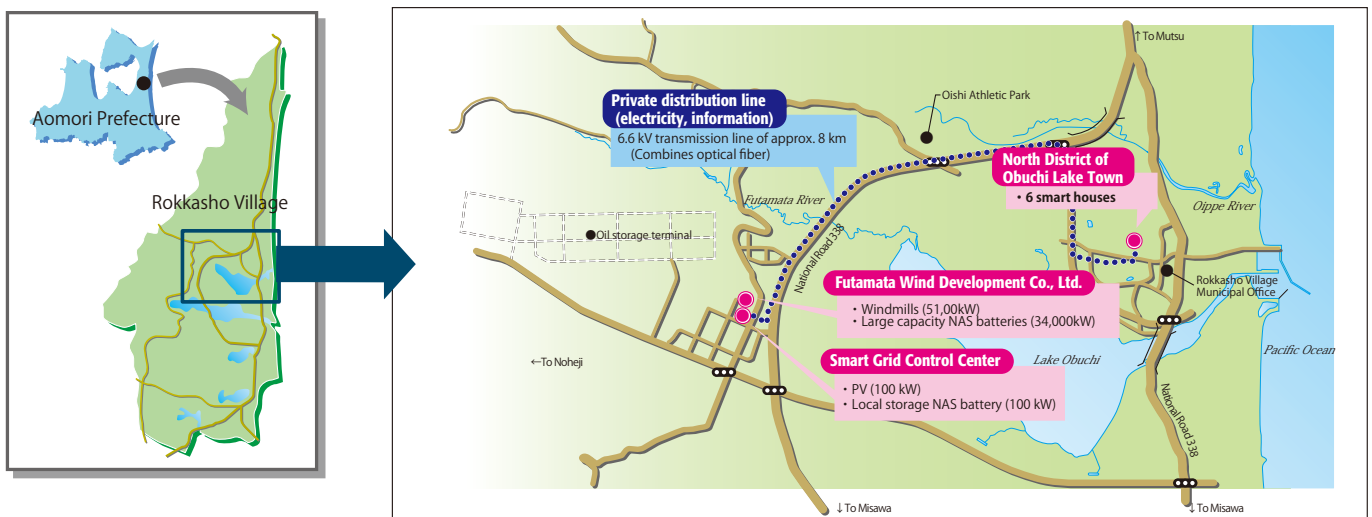 Aomori Prefecture
Rokkasho Village
↑To Mutsu
Oishi Athletic Park
Private distribution line
(electricity, information)
6.6 kV transmission line of approx. 8 km
(Combines optical fiber)
North District of
Obuchi Lake Town
・6 smart houses
Futamata River
Oippe River
Oil storage terminal
National Road 338
Rokkasho Village
Municipal Office
Futamata Wind Development Co., Ltd.
・Windmills (51,00kW)
・Large capacity NAS batteries (34,000kW)
Smart Grid Control Center
・PV (100 kW)
・Local storage NAS battery (100 kW)
Lake Obuchi
Pacific Ocean
←To Noheji
National Road 338
↓To Misawa
↓To Misawa